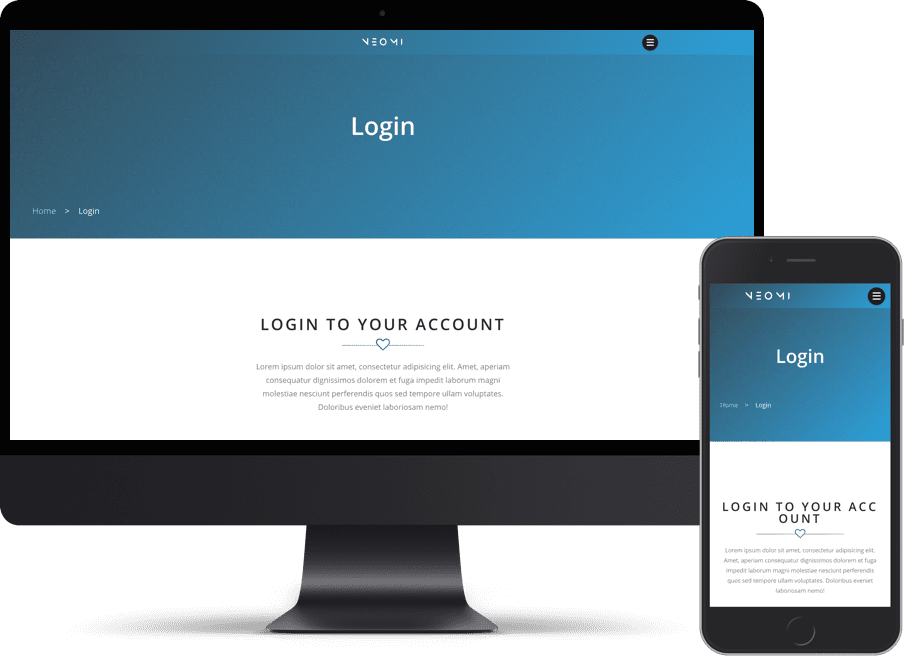 NEOMI
Login
Home > Login
LOGIN TO YOUR ACCOUNT
Lorem ipsum dolor sit amet, consectetur adipisicing elit. Amet, aperiam
consequatur dignissimos dolorem et fuga impedit laborum magni
molestiae nesciunt perferendis quos sed tempore ullam voluptates.
Doloribus eveniet laboriosam nemo!
NEOMI
Login
Home > Login
LOGIN TO YOUR ACC
OUNT
Lorem ipsum dolor sit amet, consectetur adipisicing elit.
Amet, aperiam consequatur dignissimos dolorem et fuga
impedit laborum magni molestiae nesciunt perferendis
quos sed tempore ullam voluptates. Doloribus eveniet
laboriosam nemo!